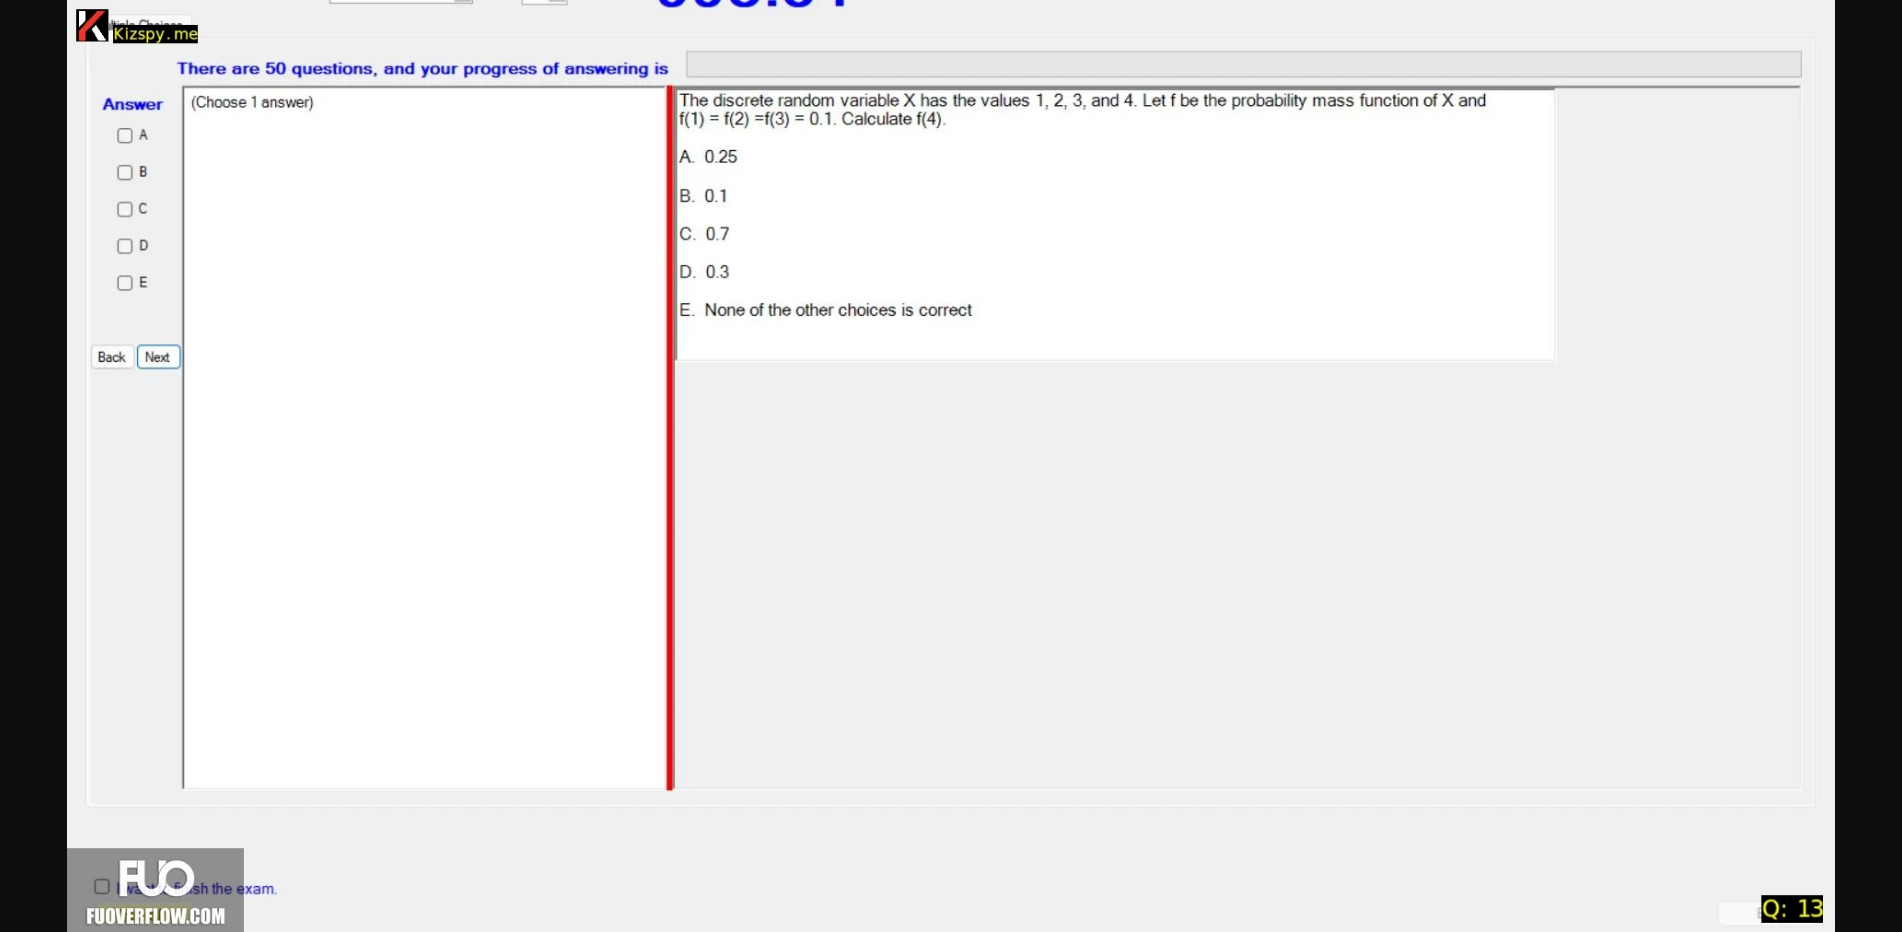 Kizspy.me
There are 50 questions, and your progress of answering is
Answer
(Choose 1 answer)
A
B
C
D
E
Back
Next
The discrete random variable X has the values 1, 2, 3, and 4. Let f be the probability mass function of X and
f(1) = f(2) =f(3) = 0.1. Calculate f(4).
A. 0.25
B. 0.1
C. 0.7
D. 0.3
E. None of the other choices is correct
the exam.
FUO
FUOVERFLOW.COM
Q: 13